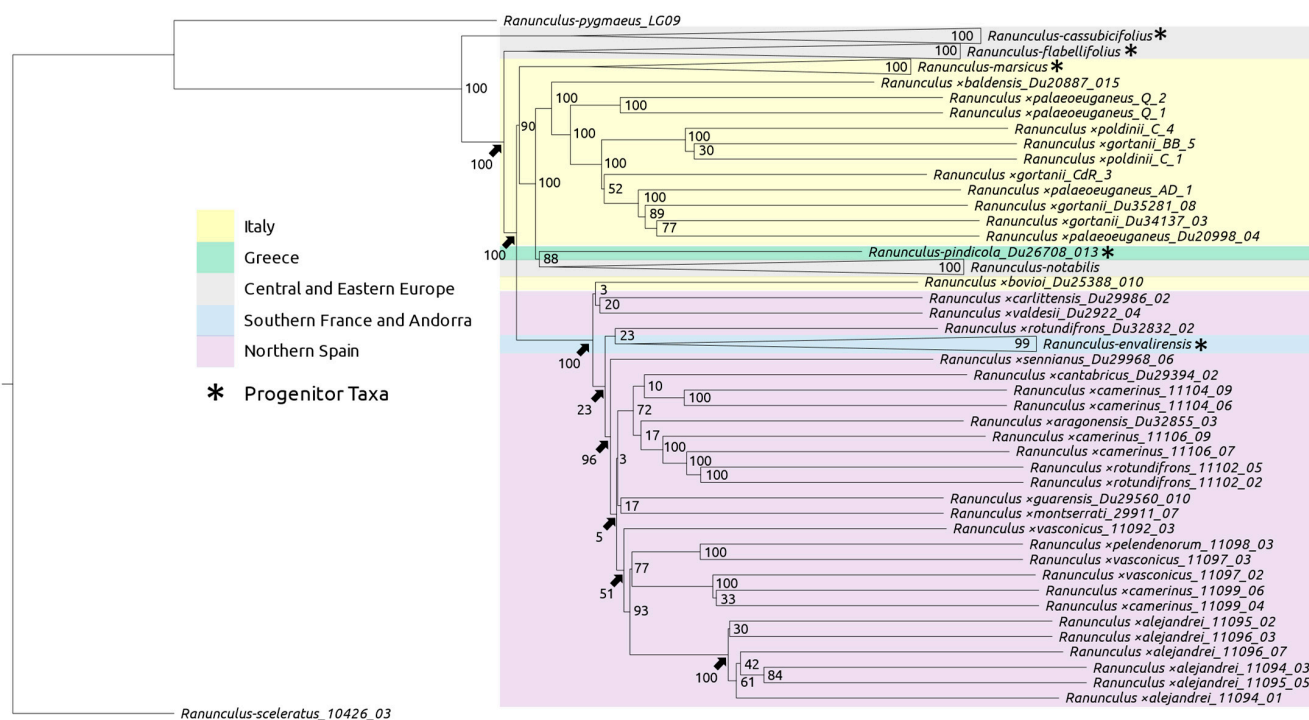 Ranunculus-pygmaeus_LG09
100 Ranunculus-cassubicifolius*
100 Ranunculus-flabellifolius *
100 Ranunculus-marsicus *
100
Ranunculus ×baldensis_Du20887_015
100
Ranunculus ×palaeoeuganeus_Q_2
100
Ranunculus ×palaeoeuganeus_Q_1
90
Ranunculus ×poldinii_C_4
100
100
Ranunculus ×gortanii_BB_5
30
Ranunculus ×poldinii_C_1
100
100
Ranunculus ×gortanii_CdR_3
100
52
Ranunculus ×palaeoeuganeus_AD_1
100
Ranunculus ×gortanii_Du35281_08
89
Ranunculus ×gortanii_Du34137_03
77
Ranunculus ×palaeoeuganeus_Du20998_04
100
Ranunculus-pindicola_Du26708_013 *
88
100 Ranunculus-notabilis
Ranunculus ×bovioi_Du25388_010
3
Ranunculus ×carlittensis_Du29986_02
20
Ranunculus ×valdesii_Du2922_04
Ranunculus ×rotundifrons_Du32832_02
23
99 Ranunculus-envalirensis *
100
Ranunculus ×sennianus_Du29968_06
Ranunculus ×cantabricus_Du29394_02
10
Ranunculus ×camerinus_11104_09
100
Ranunculus ×camerinus_11104_06
23
72
Ranunculus ×aragonensis_Du32855_03
17
Ranunculus ×camerinus_11106_09
100
Ranunculus ×camerinus_11106_07
96
3
100
Ranunculus ×rotundifrons_11102_05
100
Ranunculus ×rotundifrons_11102_02
Ranunculus ×guarensis_Du29560_010
17
Ranunculus ×montserrati_29911_07
Ranunculus ×vasconicus_11092_03
5
Ranunculus ×pelendenorum_11098_03
100
Ranunculus ×vasconicus_11097_03
77
Ranunculus ×vasconicus_11097_02
100
Ranunculus ×camerinus_11099_06
51
33
Ranunculus ×camerinus_11099_04
93
Ranunculus ×alejandrei_11095_02
30
Ranunculus ×alejandrei_11096_03
Ranunculus ×alejandrei_11096_07
42
Ranunculus ×alejandrei_11094_03
84
100
61
Ranunculus ×alejandrei_11095_05
Ranunculus ×alejandrei_11094_01
Ranunculus-sceleratus_10426_03
Italy
Greece
Central and Eastern Europe
Southern France and Andorra
Northern Spain
* Progenitor Taxa